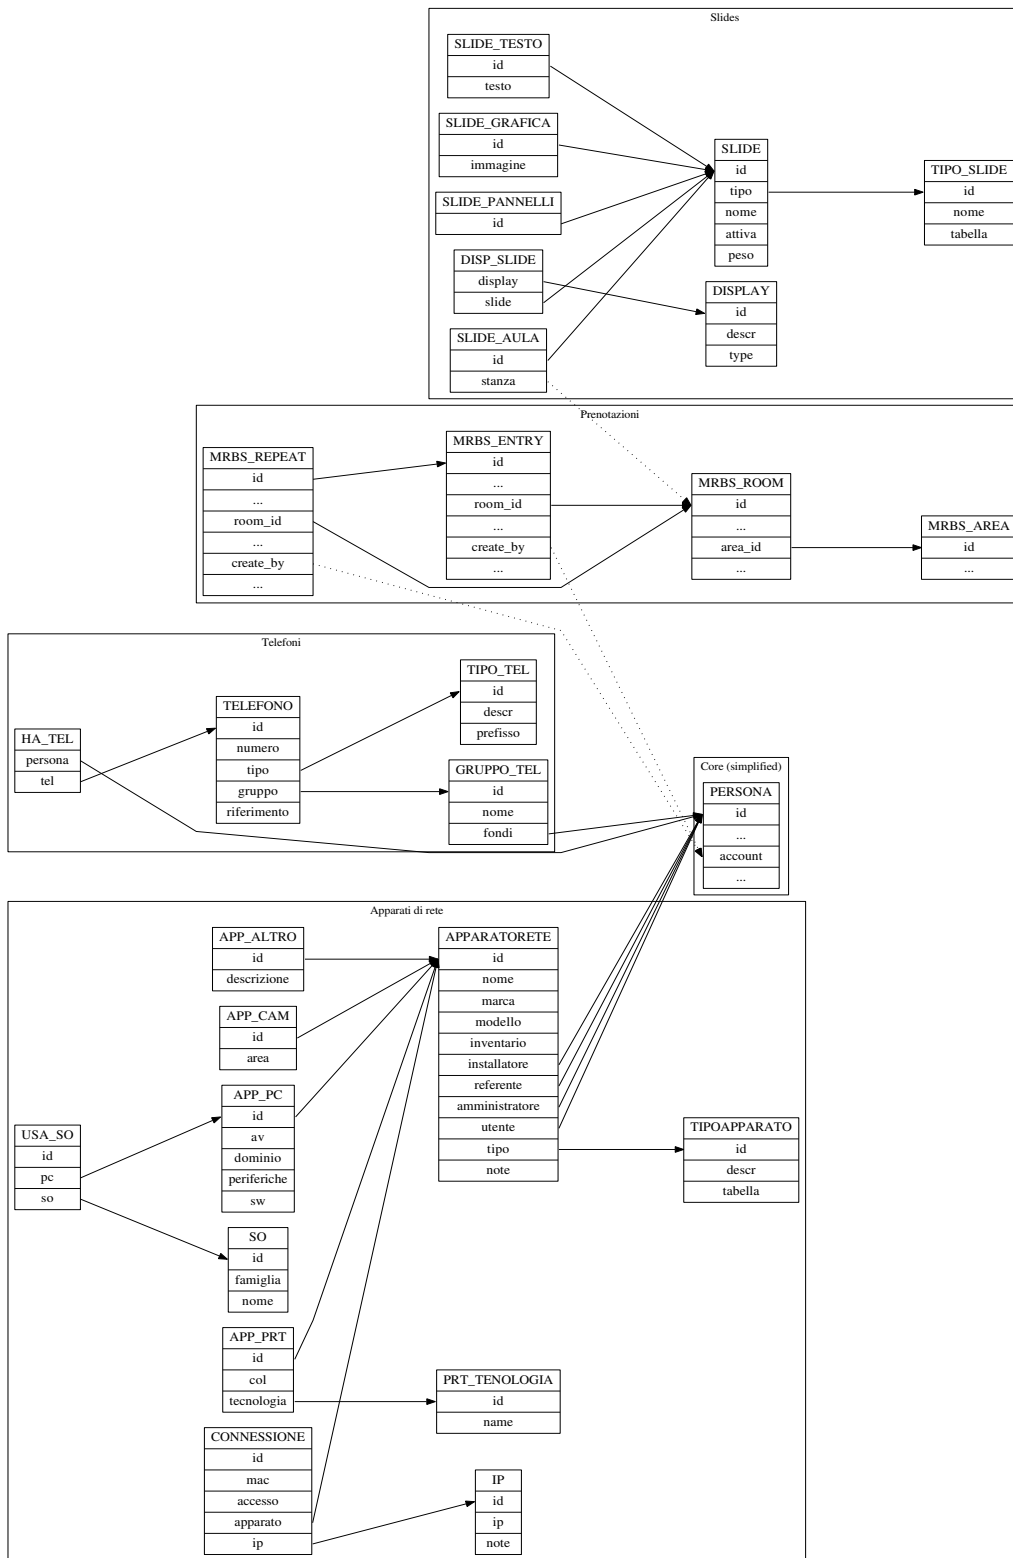 Slides
SLIDE_TESTO
id
testo
SLIDE_GRAFICA
id
immagine
SLIDE_PANNELLI
id
DISP_SLIDE
display
slide
SLIDE_AULA
id
stanza
SLIDE
id
tipo
nome
attiva
peso
DISPLAY
id
descr
type
TIPO_SLIDE
id
nome
tabella
Prenotazioni
MRBS_REPEAT
id
...
room_id
...
create_by
...
MRBS_ENTRY
id
...
room_id
...
create_by
...
MRBS_ROOM
id
...
area_id
...
MRBS_AREA
id
...
Telefoni
HA_TEL
persona
tel
TELEFONO
id
numero
tipo
gruppo
riferimento
TIPO_TEL
id
descr
prefisso
GRUPPO_TEL
id
nome
fondi
Core (simplified)
PERSONA
id
...
account
...
Apparati di rete
USA_SO
id
pc
so
APP_ALTRO
id
descrizione
APP_CAM
id
area
APP_PC
id
av
dominio
periferiche
sw
SO
id
famiglia
nome
APP_PRT
id
col
tecnologia
CONNESSIONE
id
mac
accesso
apparato
ip
APPARATORETE
id
nome
marca
modello
inventario
installatore
referente
amministratore
utente
tipo
note
PRT_TENOLOGIA
id
name
IP
id
ip
note
TIPOAPPARATO
id
descr
tabella